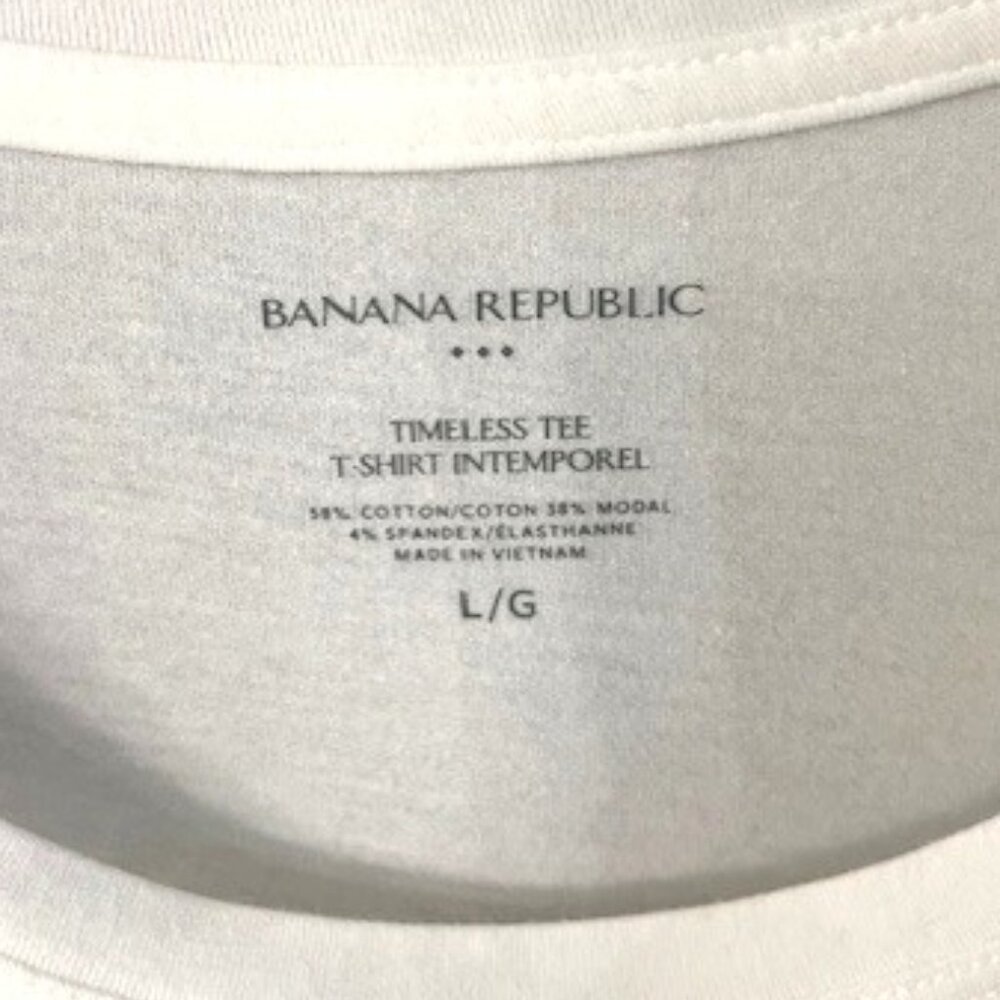 BANANA REPUBLIC
TIMELESS TEE
T-SHIRT INTEMPOREL
58% COTTON/COTON 38% MODAL
4% SPANDEX/ÉLASTHANNE
MADE IN VIETNAM
L/G